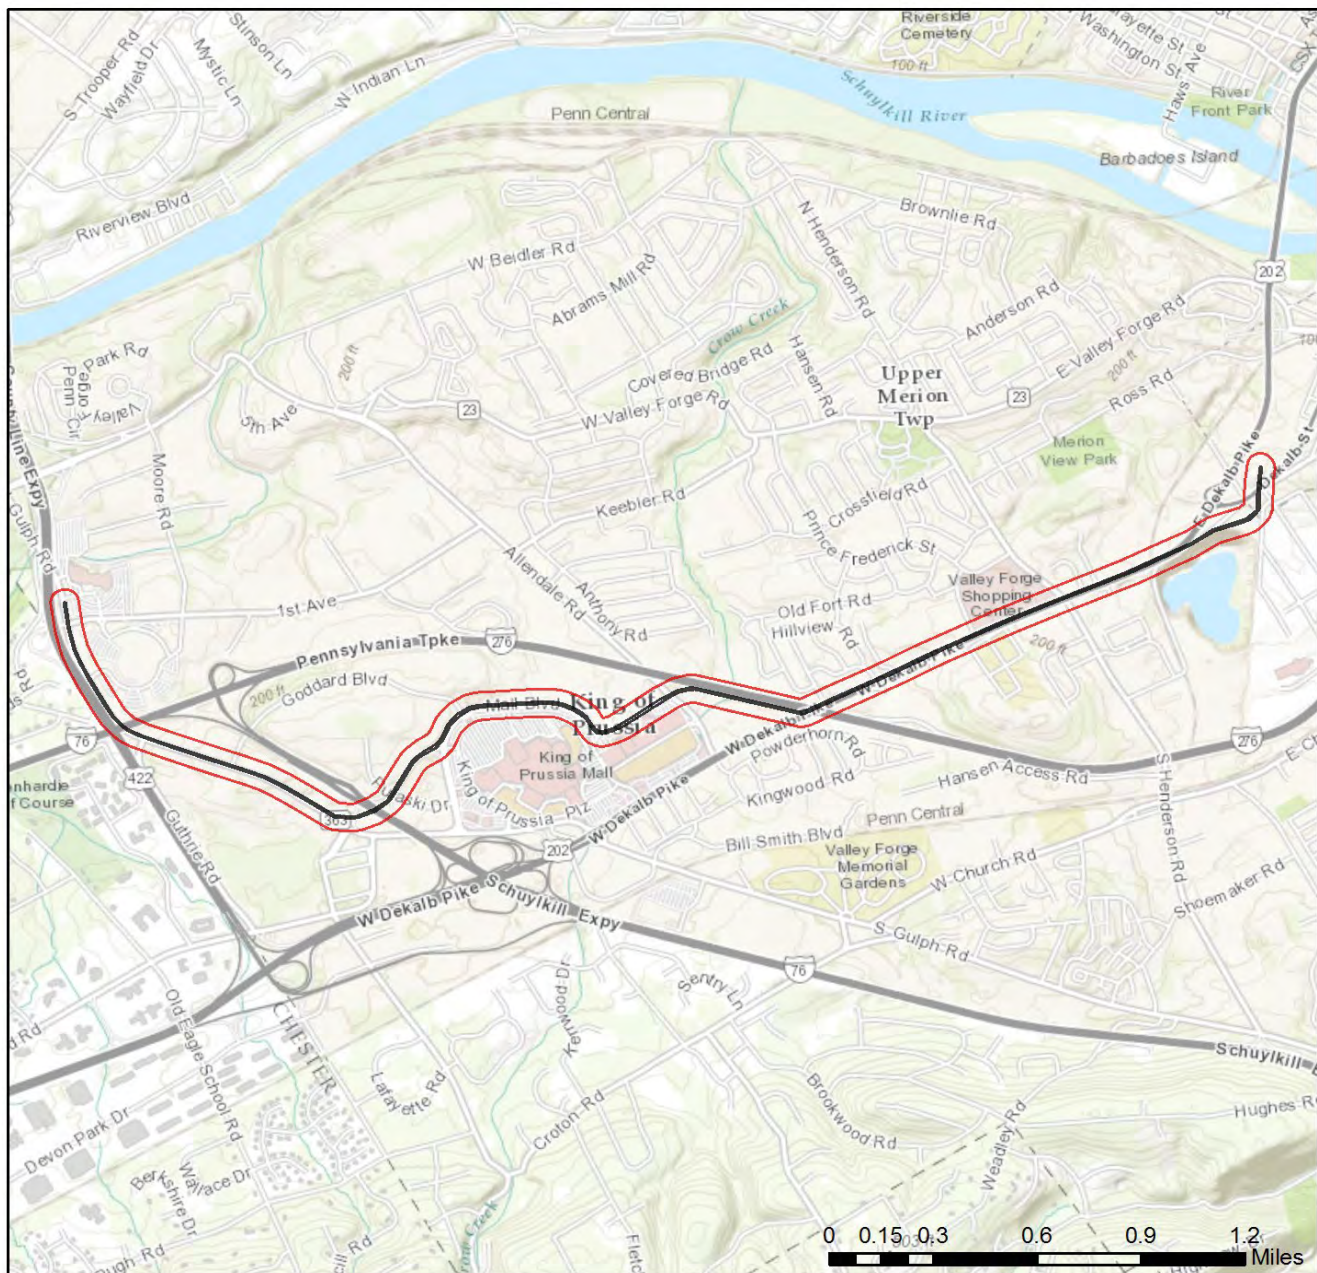 Riverside
Cemetery
100 ft
Lafayette St
Washington St
Haws Ave
CSX
River
Front Park
Stinson Ln
Mystic Ln
S Trooper Rd
Wayfield Dr
W Indian Ln
Penn Central
Schuylkill River
Barbadoes Island
Riverview Blvd
N Henderson Rd
Brownlie Rd
W Beidler Rd
202
Abrams Mill Rd
Anderson Rd
Crow Creek
E Valley Forge Rd
Park Rd
Valley
Forge
Penn Cir
200 ft
Hansen Rd
Covered Bridge Rd
Upper
Merion
Twp
200 ft
Ross Rd
5th Ave
23
W Valley Forge Rd
23
Merion
View Park
E Dekalb Pike
Dekalb St
Expy
Gulph Rd
Moore Rd
Keebler Rd
Crossfield Rd
Prince Frederick St
Allendale Rd
Anthony Rd
Valley Forge
Shopping
Center
1st Ave
Old Fort Rd
Hillview
Rd
200 ft
Pennsylvania Tpke
276
W Dekalb Pike
200 ft
Goddard Blvd
Mall Blvd
King of
Prussia
76
W Dekalb Pike
Powderhorn Rd
276
422
King of
Prussia Mall
Hansen Access Rd
S Henderson Rd
of Course
Pulaski Dr
King of Prussia Plz
Kingwood Rd
363
W Dekalb Pike
Penn Central
Bill Smith Blvd
Guthrie Rd
202
Valley Forge
Memorial
Gardens
W Church Rd
Shoemaker Rd
W Dekalb Pike
Schuylkill Expy
S Gulph Rd
76
Sentry Ln
Kerrwood Dr
Old Eagle School Rd
CHESTER
Schuylkill
Lafayette Rd
Brookwood Rd
Hughes Rd
Devon Park Dr
Croton Rd
Weadley Rd
Berkshire Dr
Wallace Dr
Crow Creek
0 0.15 0.3 0.6 0.9 1.2
Miles